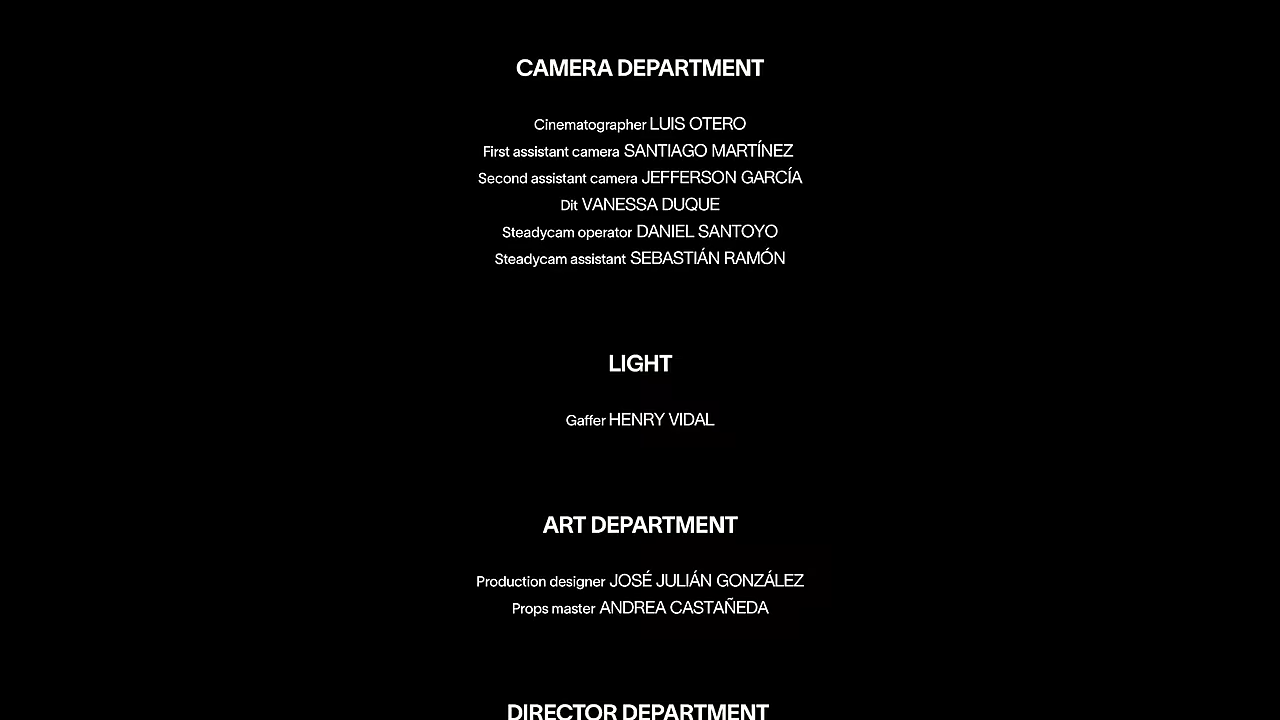 CAMERA DEPARTMENT
Cinematographer LUIS OTERO
First assistant camera SANTIAGO MARTÍNEZ
Second assistant camera JEFFERSON GARCÍA
Dit VANESSA DUQUE
Steadycam operator DANIEL SANTOYO
Steadycam assistant SEBASTIÁN RAMÓN
LIGHT
Gaffer HENRY VIDAL
ART DEPARTMENT
Production designer JOSÉ JULIÁN GONZÁLEZ
Props master ANDREA CASTAÑEDA
DIRECTOR DEPARTMENT